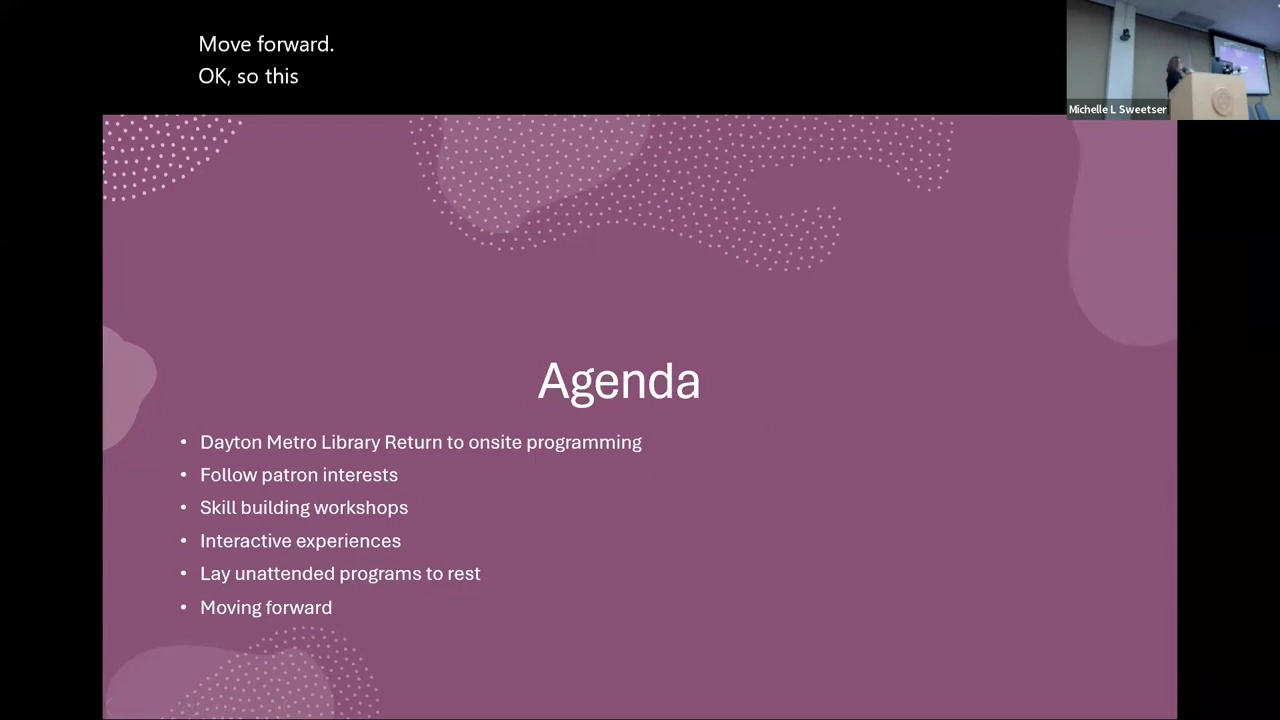 Move forward.
OK, so this
Michelle L Sweetser
Agenda
• Dayton Metro Library Return to onsite programming
• Follow patron interests
• Skill building workshops
• Interactive experiences
• Lay unattended programs to rest
• Moving forward